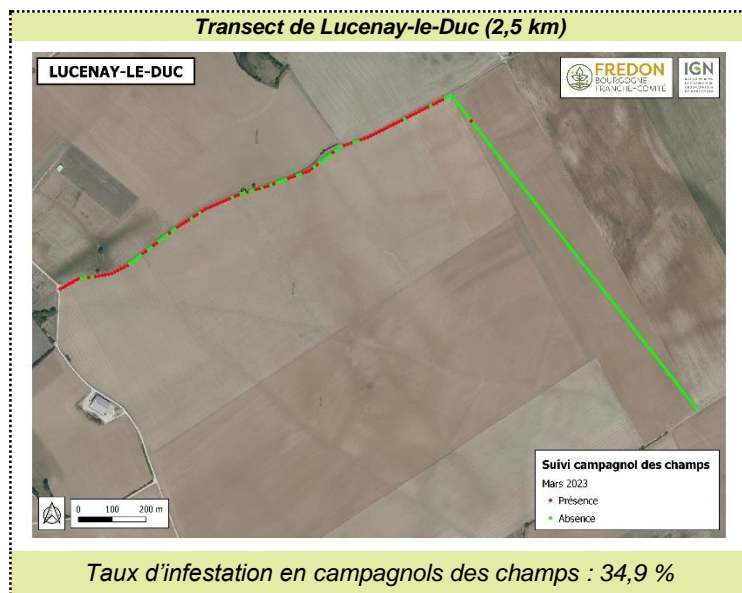 Transect de Lucenay-le-Duc (2,5 km)
LUCENAY-LE-DUC
FREDON
BOURGOGNE
FRANCHE-COMTÉ
IGN
Suivi campagnol des champs
Mars 2023
Présence
Absence
0 100 200 m
Taux d'infestation en campagnols des champs : 34,9 %